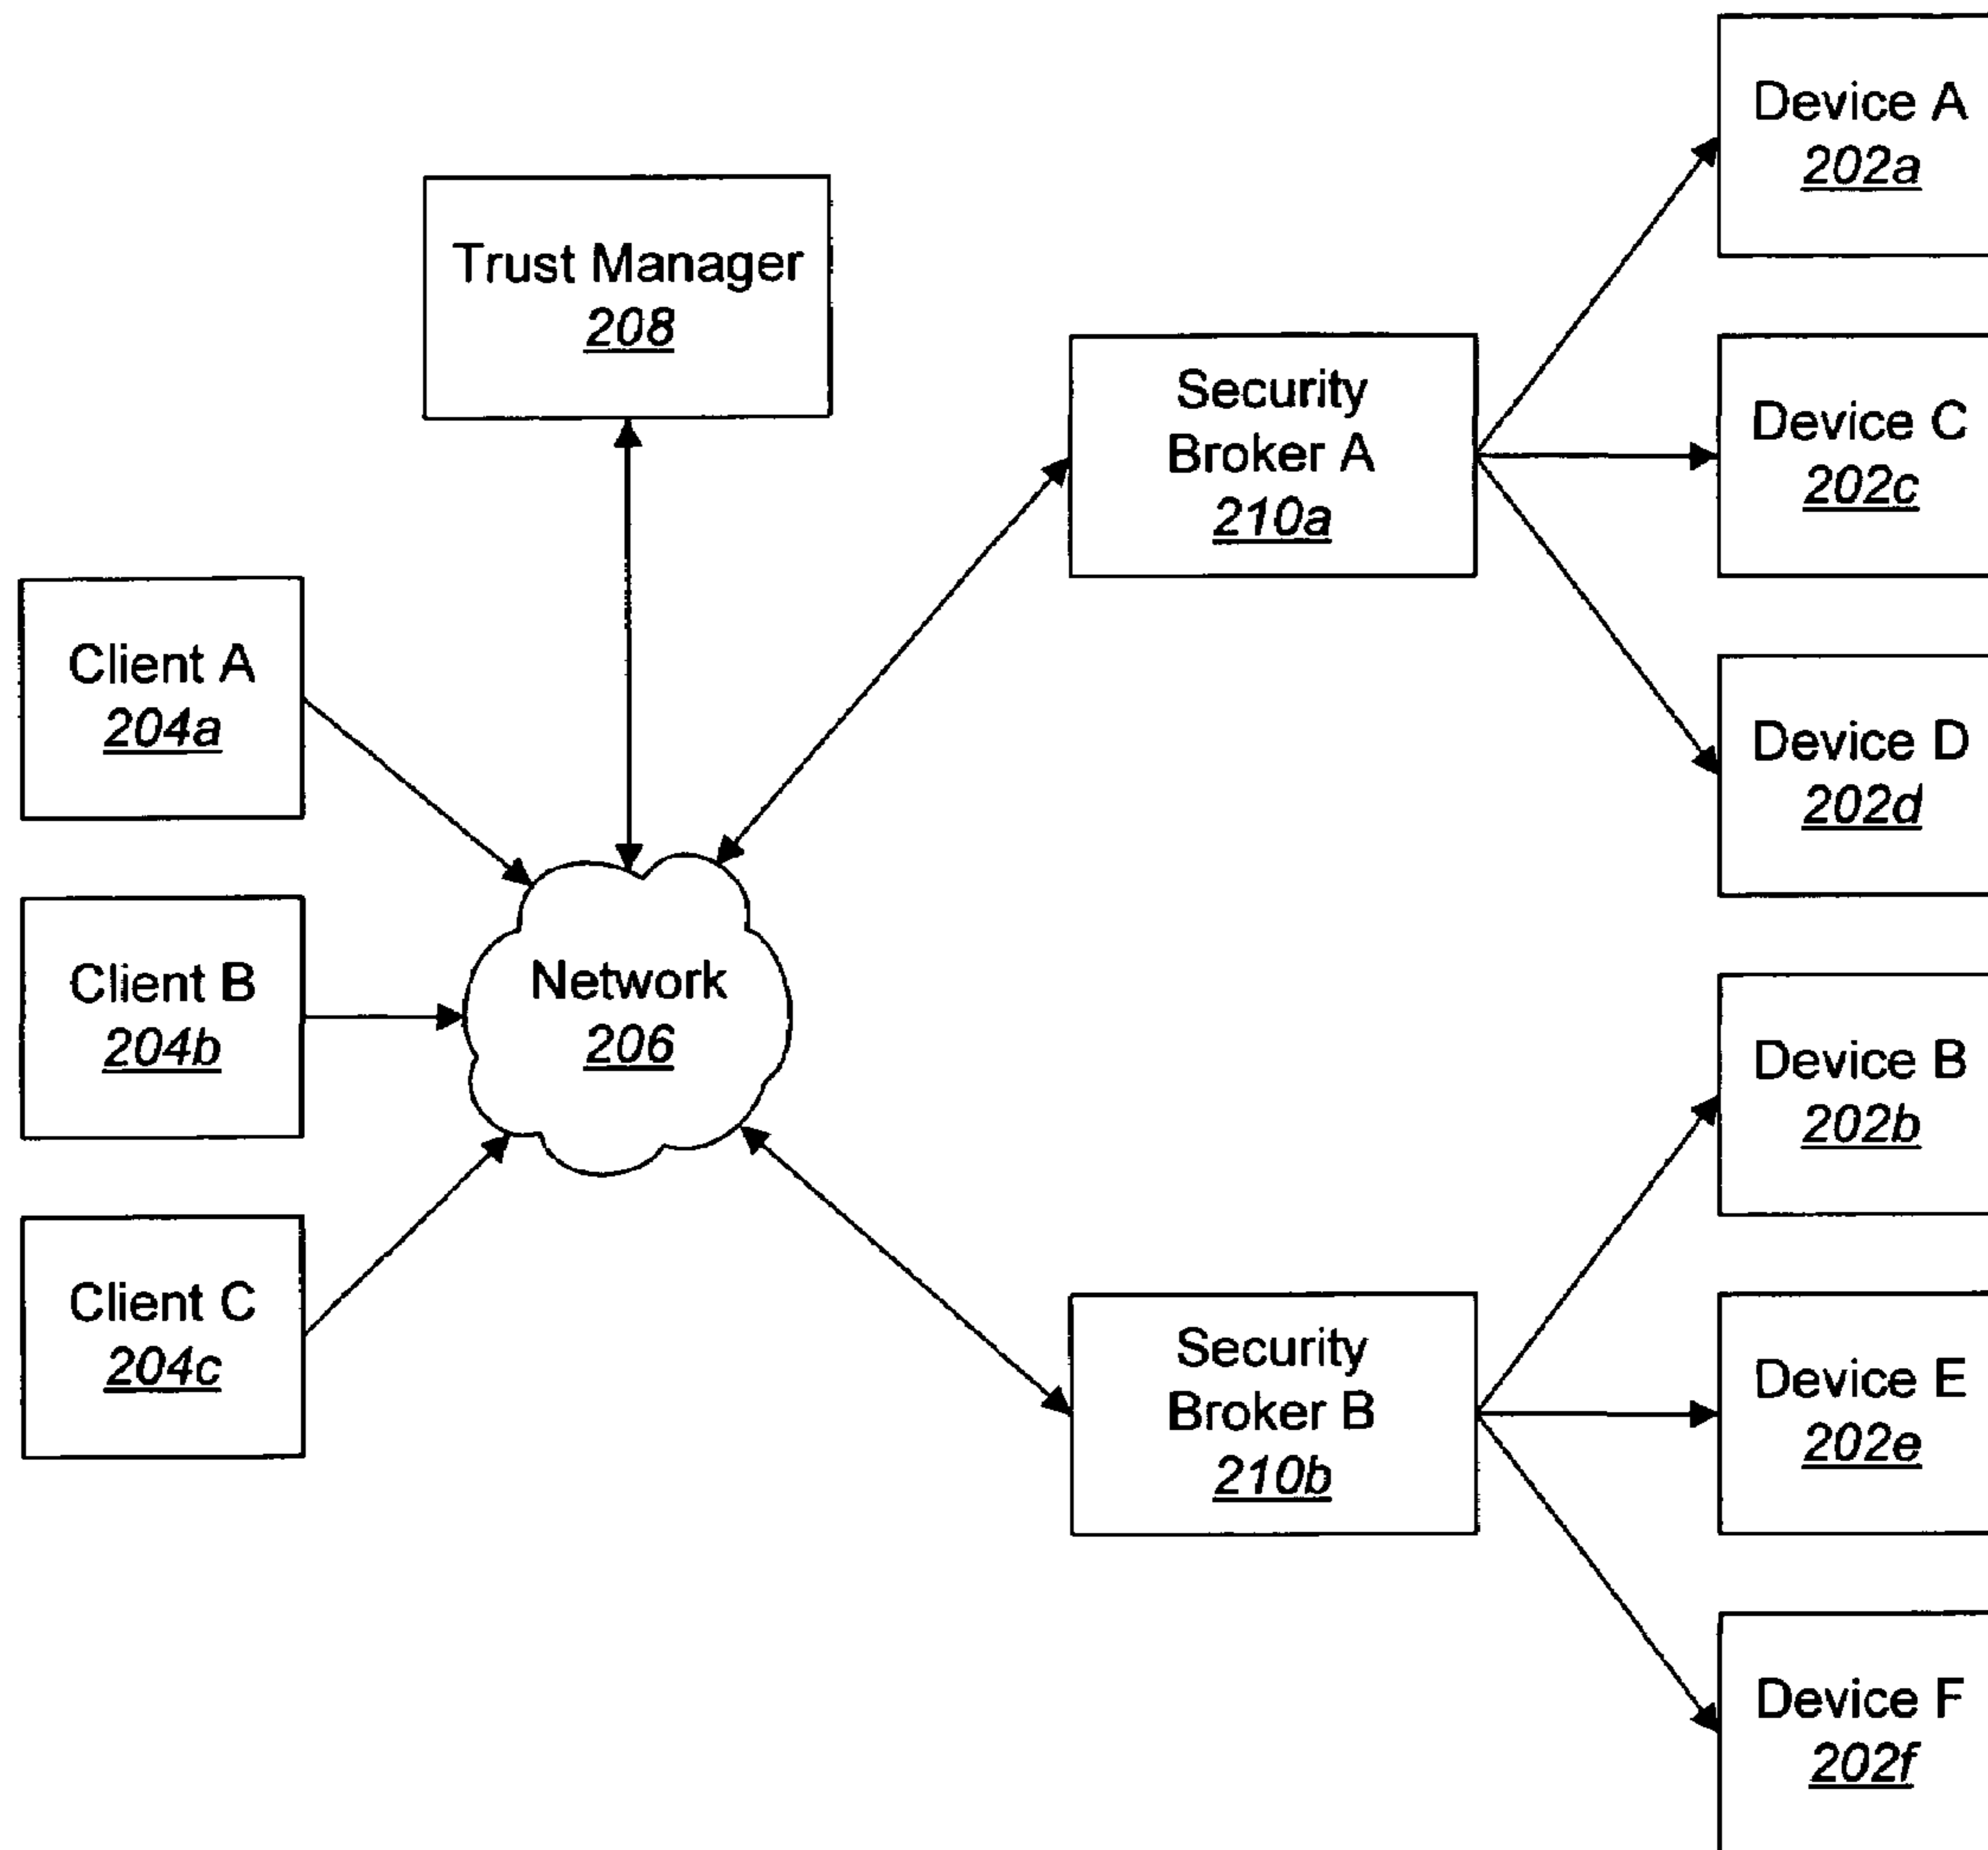 Device A
202a
Trust Manager
208
Security
Broker A
210a
Device C
202c
Client A
204a
Device D
202d
Client B
204b
Network
206
Device B
202b
Client C
204c
Security
Broker B
210b
Device E
202e
Device F
202f